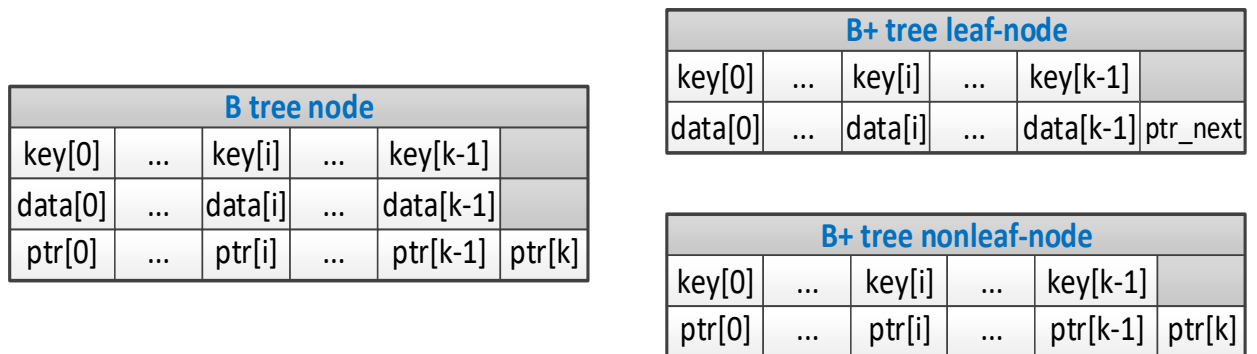 B tree node
key[0] ... key[i] ... key[k-1]
data[0] ... data[i] ... data[k-1]
ptr[0] ... ptr[i] ... ptr[k-1] ptr[k]
B+ tree leaf-node
key[0] ... key[i] ... key[k-1]
data[0] ... data[i] ... data[k-1] ptr_next
B+ tree nonleaf-node
key[0] ... key[i] ... key[k-1]
ptr[0] ... ptr[i] ... ptr[k-1] ptr[k]